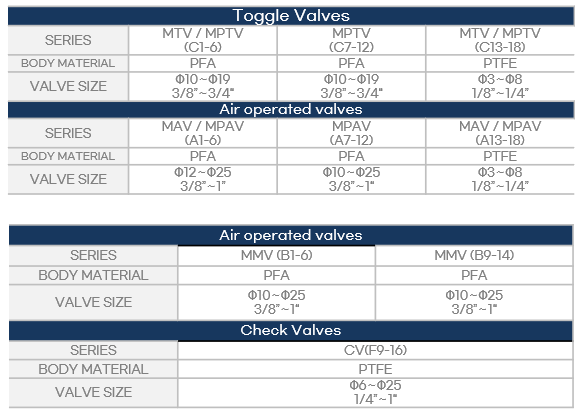 Toggle Valves
SERIES
MTV / MPTV
(C1-6)
MPTV
(C7-12)
MTV / MPTV
(C13-18)
BODY MATERIAL
PFA
PFA
PTFE
VALVE SIZE
Φ10~Φ19
3/8”~3/4“
Φ10~Φ19
3/8”~3/4“
Φ3~Φ8
1/8”~1/4”
Air operated valves
SERIES
MAV / MPAV
(A1-6)
MPAV
(A7-12)
MAV / MPAV
(A13-18)
BODY MATERIAL
PFA
PFA
PTFE
VALVE SIZE
Φ12~Φ25
3/8”~1”
Φ10~Φ25
3/8”~1“
Φ3~Φ8
1/8”~1/4”
Air operated valves
SERIES
MMV (B1-6)
MMV (B9-14)
BODY MATERIAL
PFA
PFA
VALVE SIZE
Φ10~Φ25
3/8”~1“
Φ10~Φ25
3/8”~1“
Check Valves
SERIES
CV(F9-16)
BODY MATERIAL
PTFE
VALVE SIZE
Φ6~Φ25
1/4”~1“